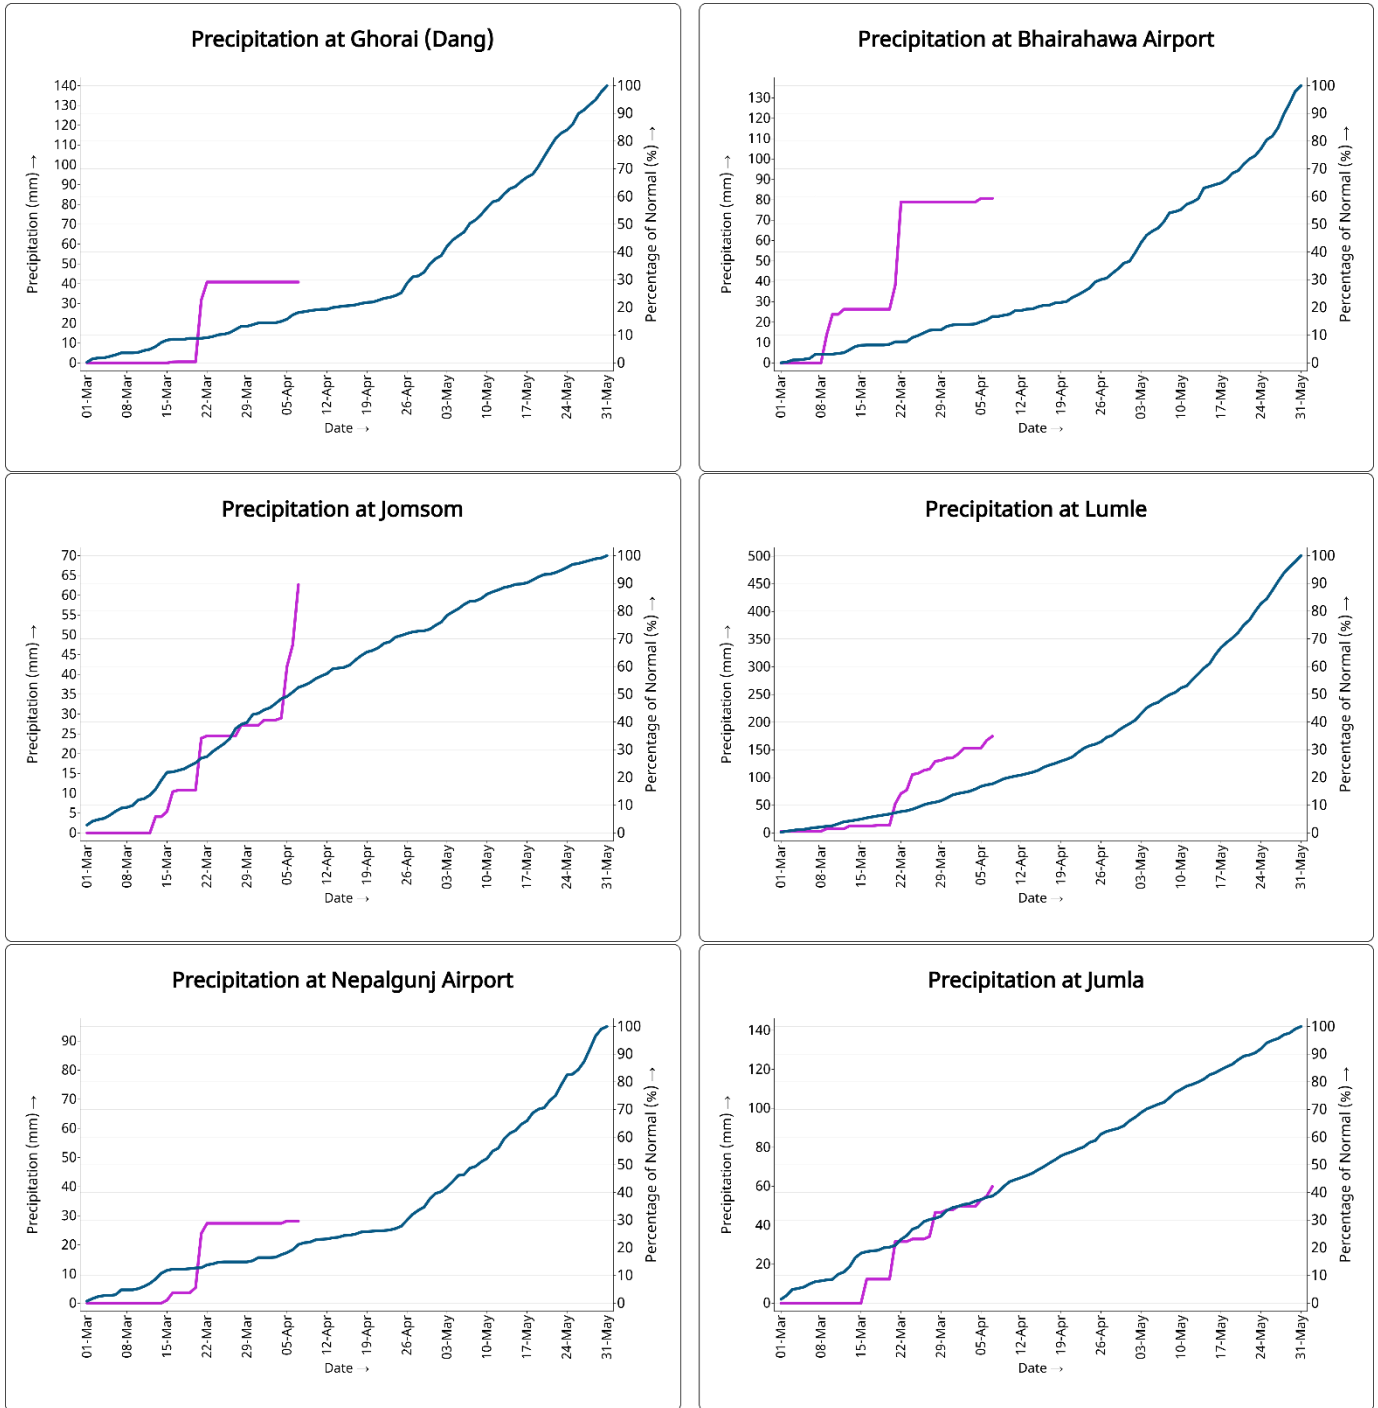 Precipitation at Ghorai (Dang)
Precipitation (mm) →
140
130
120
110
100
90
80
70
60
50
40
30
20
10
0
100
90
80
70
60
50
40
30
20
10
0
Percentage of Normal (%) →
01-Mar
08-Mar
15-Mar
22-Mar
29-Mar
05-Apr
12-Apr
19-Apr
26-Apr
03-May
10-May
17-May
24-May
31-May
Date →
Precipitation at Bhairahawa Airport
Precipitation (mm) →
130
120
110
100
90
80
70
60
50
40
30
20
10
0
100
90
80
70
60
50
40
30
20
10
0
Percentage of Normal (%) →
01-Mar
08-Mar
15-Mar
22-Mar
29-Mar
05-Apr
12-Apr
19-Apr
26-Apr
03-May
10-May
17-May
24-May
31-May
Date →
Precipitation at Jomsom
Precipitation (mm) →
70
65
60
55
50
45
40
35
30
25
20
15
10
5
0
100
90
80
70
60
50
40
30
20
10
0
Percentage of Normal (%) →
01-Mar
08-Mar
15-Mar
22-Mar
29-Mar
05-Apr
12-Apr
19-Apr
26-Apr
03-May
10-May
17-May
24-May
31-May
Date →
Precipitation at Lumle
Precipitation (mm) →
500
450
400
350
300
250
200
150
100
50
0
100
90
80
70
60
50
40
30
20
10
0
Percentage of Normal (%) →
01-Mar
08-Mar
15-Mar
22-Mar
29-Mar
05-Apr
12-Apr
19-Apr
26-Apr
03-May
10-May
17-May
24-May
31-May
Date →
Precipitation at Nepalgunj Airport
Precipitation (mm) →
90
80
70
60
50
40
30
20
10
0
100
90
80
70
60
50
40
30
20
10
0
Percentage of Normal (%) →
01-Mar
08-Mar
15-Mar
22-Mar
29-Mar
05-Apr
12-Apr
19-Apr
26-Apr
03-May
10-May
17-May
24-May
31-May
Date →
Precipitation at Jumla
Precipitation (mm) →
140
120
100
80
60
40
20
0
100
90
80
70
60
50
40
30
20
10
0
Percentage of Normal (%) →
01-Mar
08-Mar
15-Mar
22-Mar
29-Mar
05-Apr
12-Apr
19-Apr
26-Apr
03-May
10-May
17-May
24-May
31-May
Date →